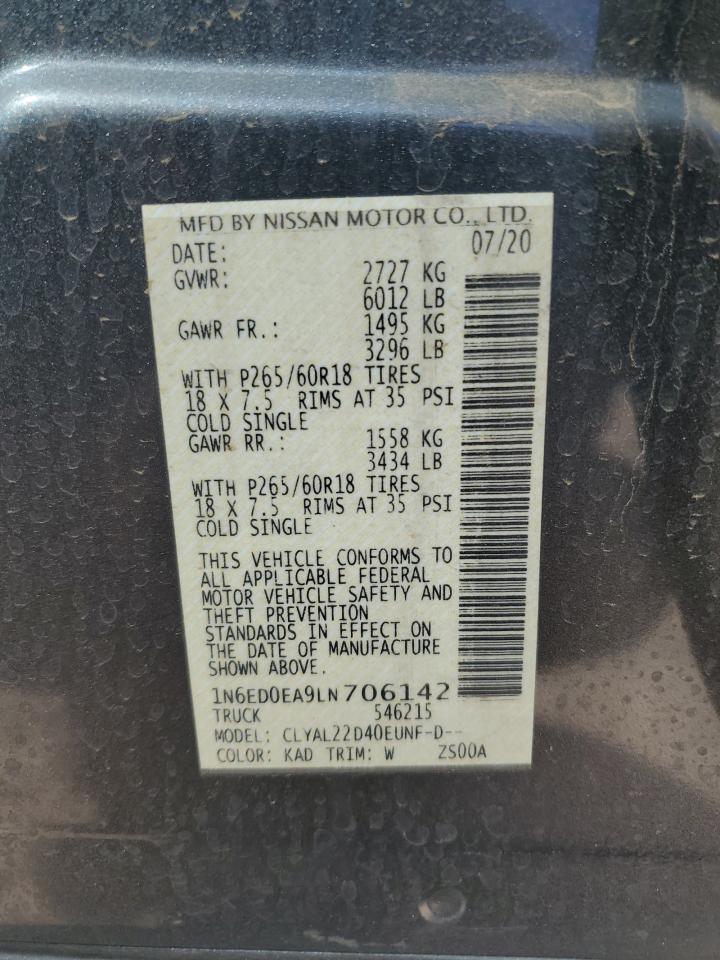 MFD BY NISSAN MOTOR CO., LTD.
DATE: 07/20
GVWR: 2727 KG
6012 LB
GAWR FR.: 1495 KG
3296 LB
WITH P265/60R18 TIRES
18 X 7.5 RIMS AT 35 PSI
COLD SINGLE
GAWR RR.: 1558 KG
3434 LB
WITH P265/60R18 TIRES
18 X 7.5 RIMS AT 35 PSI
COLD SINGLE
THIS VEHICLE CONFORMS TO
ALL APPLICABLE FEDERAL
MOTOR VEHICLE SAFETY AND
THEFT PREVENTION
STANDARDS IN EFFECT ON
THE DATE OF MANUFACTURE
SHOWN ABOVE.
1N6ED0EA9LN706142
TRUCK 546215
MODEL: CLYAL22D40EUNF-D--
COLOR: KAD TRIM: W ZS00A